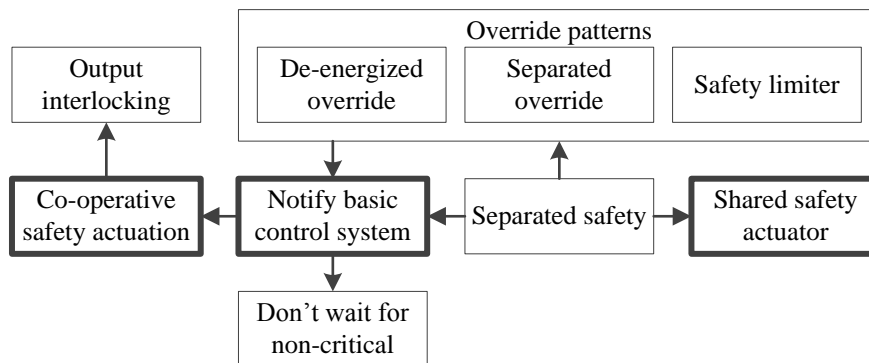 Override patterns
Output
interlocking
De-energized
override
Separated
override
Safety limiter
Co-operative
safety actuation
Notify basic
control system
Separated safety
Shared safety
actuator
Don’t wait for
non-critical